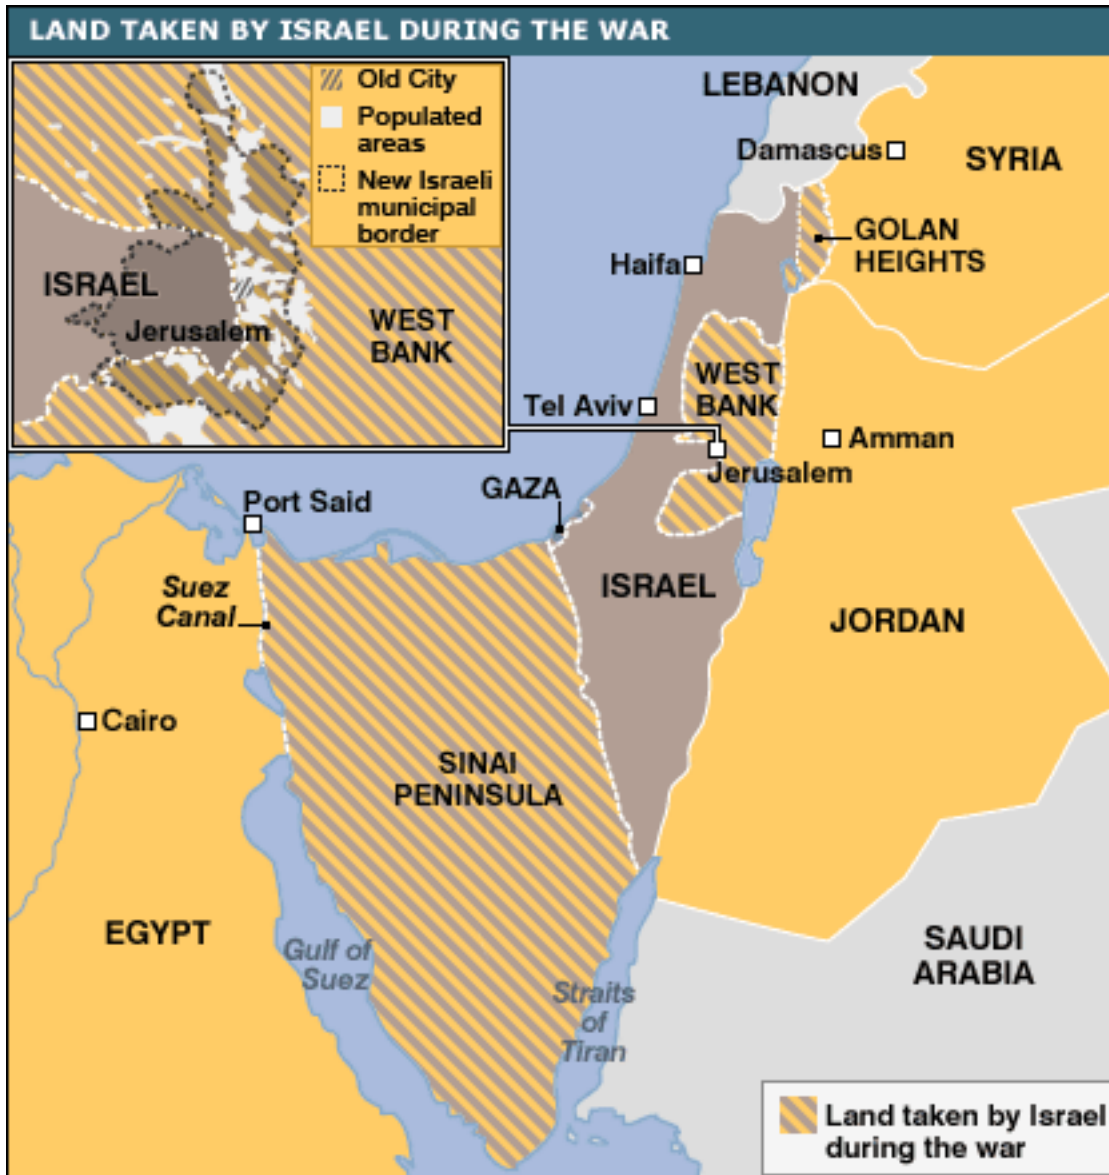 LAND TAKEN BY ISRAEL DURING THE WAR
Old City
Populated
areas
New Israeli
municipal
border
ISRAEL
Jerusalem
WEST
BANK
LEBANON
Damascus
SYRIA
GOLAN
HEIGHTS
Haifa
WEST
BANK
Tel Aviv
Amman
Jerusalem
GAZA
Port Said
Suez
Canal
ISRAEL
JORDAN
Cairo
SINAI
PENINSULA
EGYPT
Gulf of
Suez
Straits
of
Tiran
SAUDI
ARABIA
Land taken by Israel
during the war